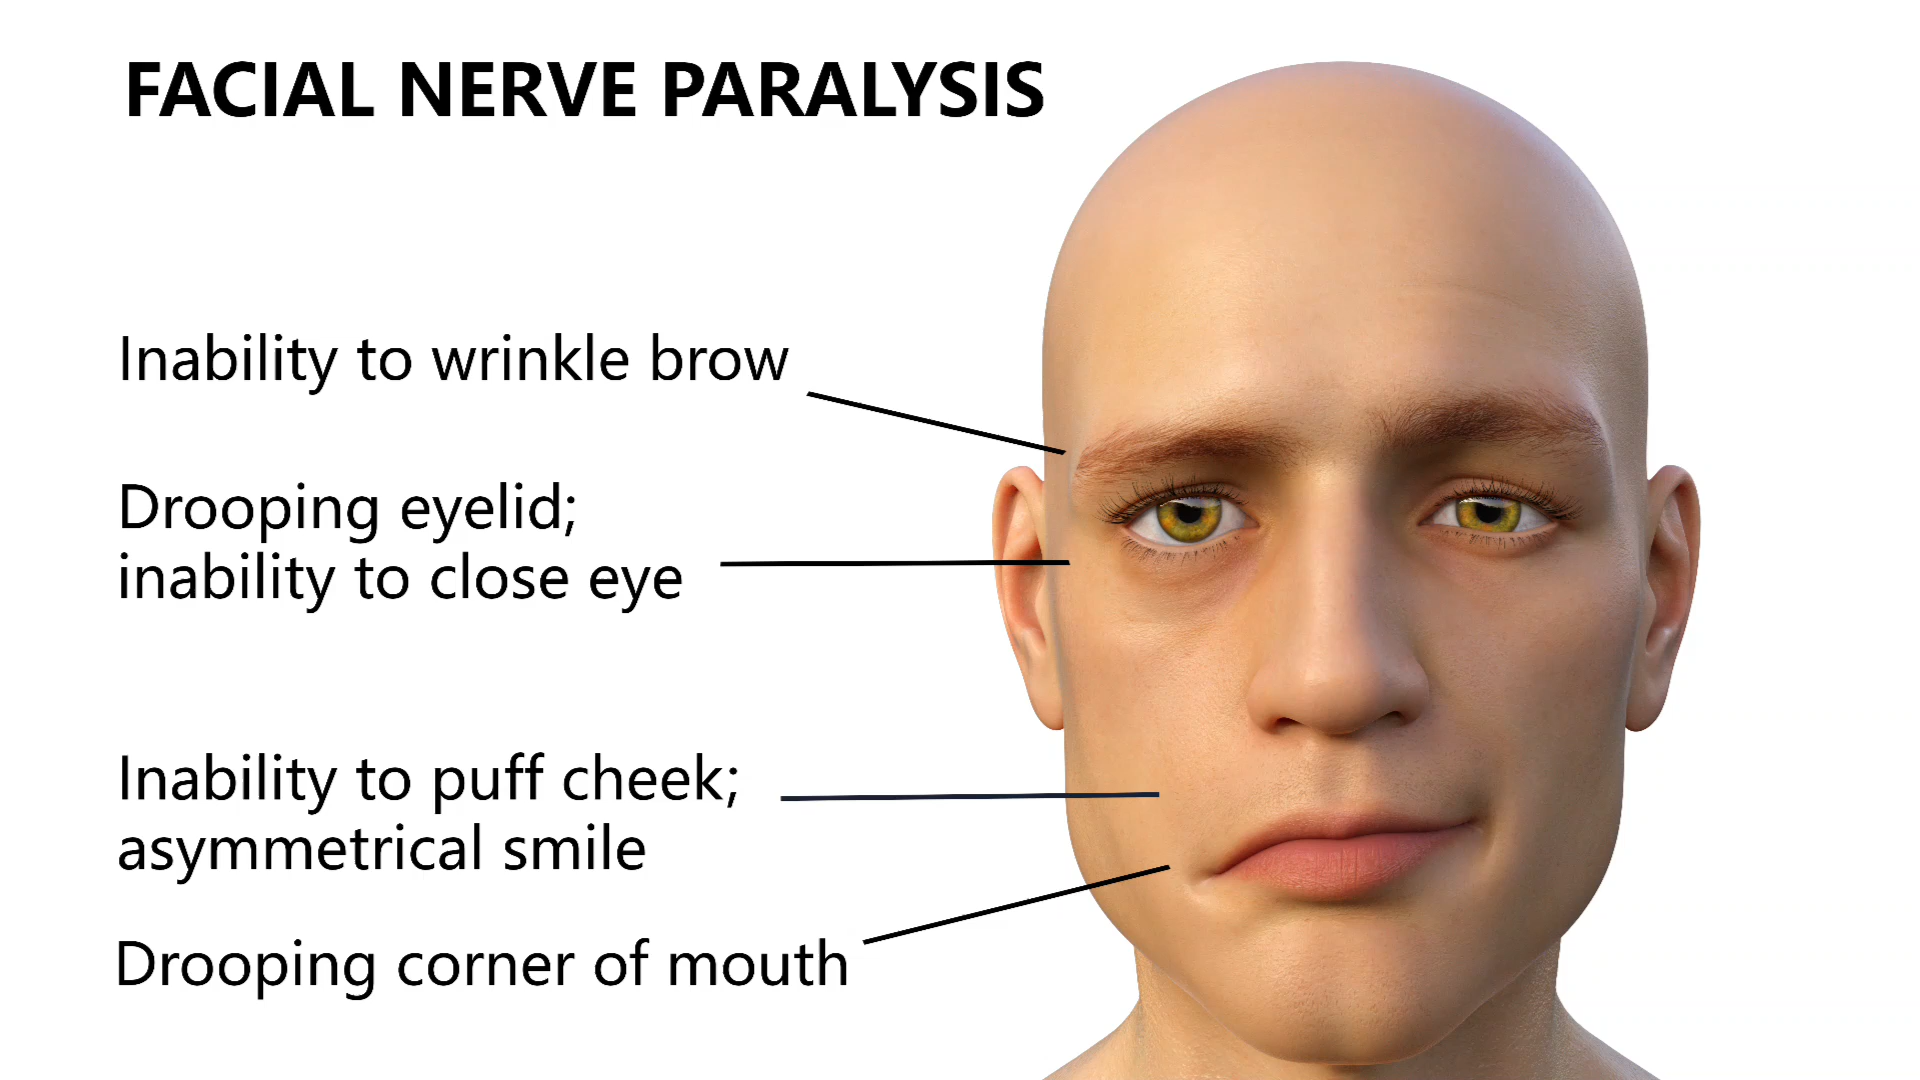 FACIAL NERVE PARALYSIS
Inability to wrinkle brow
Drooping eyelid;
inability to close eye
Inability to puff cheek;
asymmetrical smile
Drooping corner of mouth